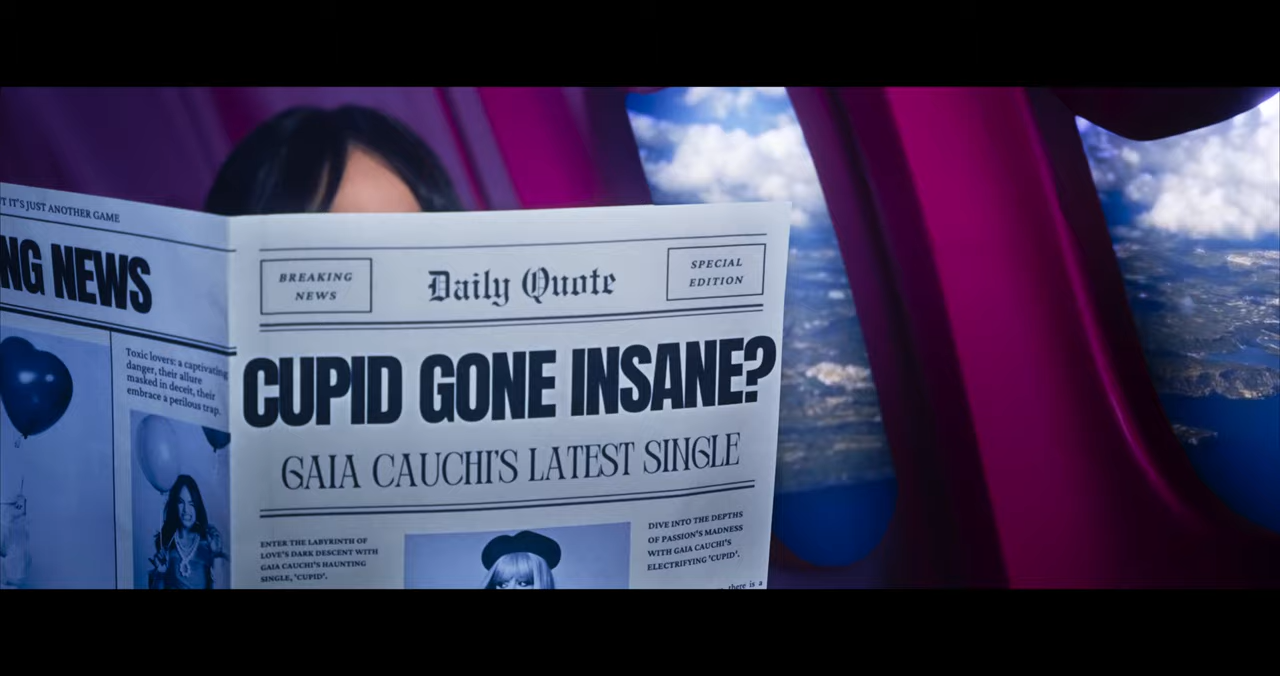 T IT'S JUST ANOTHER GAME
NG NEWS
Toxic lovers: a captivating
danger, their allure
masked in deceit, their
embrace a perilous trap.
BREAKING
NEWS
Daily Quote
SPECIAL
EDITION
CUPID GONE INSANE?
GAIA CAUCHI'S LATEST SINGLE
ENTER THE LABYRINTH OF
LOVE'S DARK DESCENT WITH
GAIA CAUCHI'S HAUNTING
SINGLE, 'CUPID'.
DIVE INTO THE DEPTHS
OF PASSION'S MADNESS
WITH GAIA CAUCHI'S
ELECTRIFYING 'CUPID'.
there is a